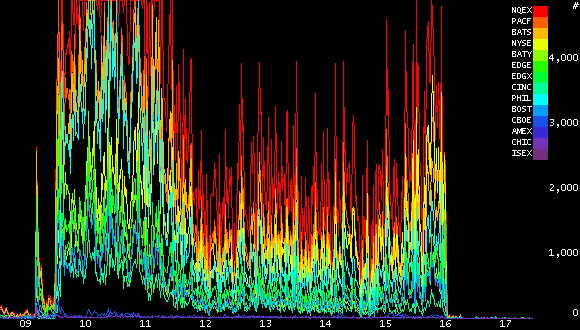 #
NQEX
PACF
BATS
NYSE
BATY
EDGE
EDGX
CINC
PHIL
BOST
CBOE
AMEX
CHIC
ISEX
4,000
3,000
2,000
1,000
0
09 10 11 12 13 14 15 16 17